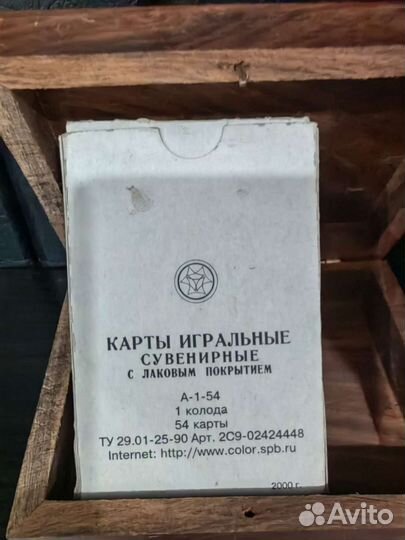 КАРТЫ ИГРАЛЬНЫЕ
СУВЕНИРНЫЕ
С ЛАКОВЫМ ПОКРЫТИЕМ
А-1-54
1 колода
54 карты
ТУ 29.01-25-90 Арт. 2С9-02424448
Internet: http://www.color.spb.ru
2000 г.
Avito